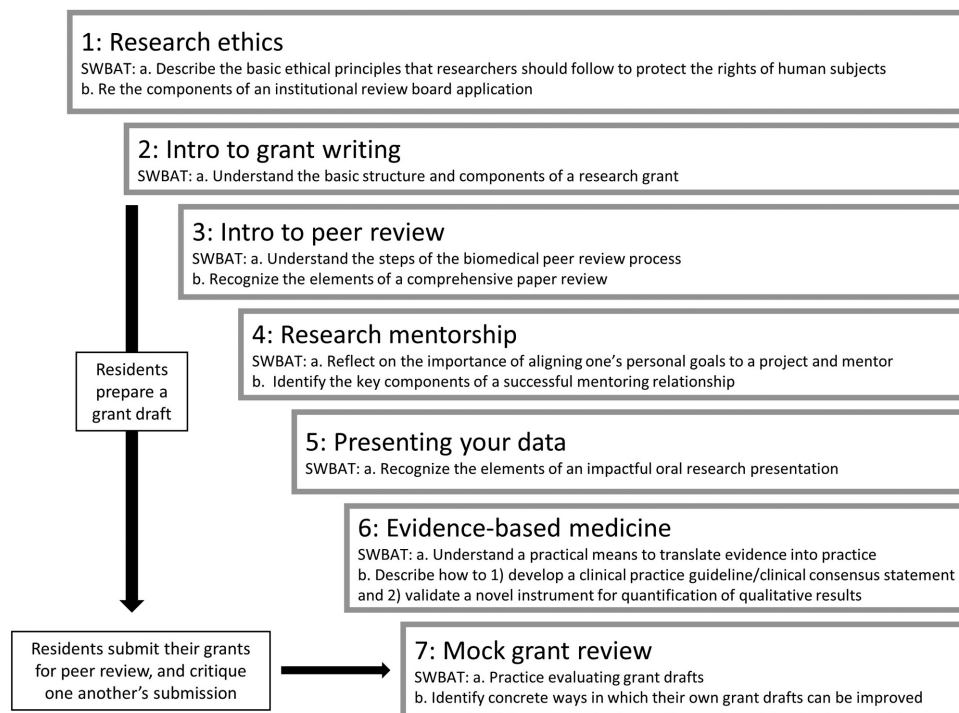 1: Research ethics
SWBAT: a. Describe the basic ethical principles that researchers should follow to protect the rights of human subjects
b. Re the components of an institutional review board application
2: Intro to grant writing
SWBAT: a. Understand the basic structure and components of a research grant
3: Intro to peer review
SWBAT: a. Understand the steps of the biomedical peer review process
b. Recognize the elements of a comprehensive paper review
4: Research mentorship
SWBAT: a. Reflect on the importance of aligning one’s personal goals to a project and mentor
b. Identify the key components of a successful mentoring relationship
Residents
prepare a
grant draft
5: Presenting your data
SWBAT: a. Recognize the elements of an impactful oral research presentation
6: Evidence-based medicine
SWBAT: a. Understand a practical means to translate evidence into practice
b. Describe how to 1) develop a clinical practice guideline/clinical consensus statement
and 2) validate a novel instrument for quantification of qualitative results
Residents submit their grants
for peer review, and critique
one another’s submission
7: Mock grant review
SWBAT: a. Practice evaluating grant drafts
b. Identify concrete ways in which their own grant drafts can be improved